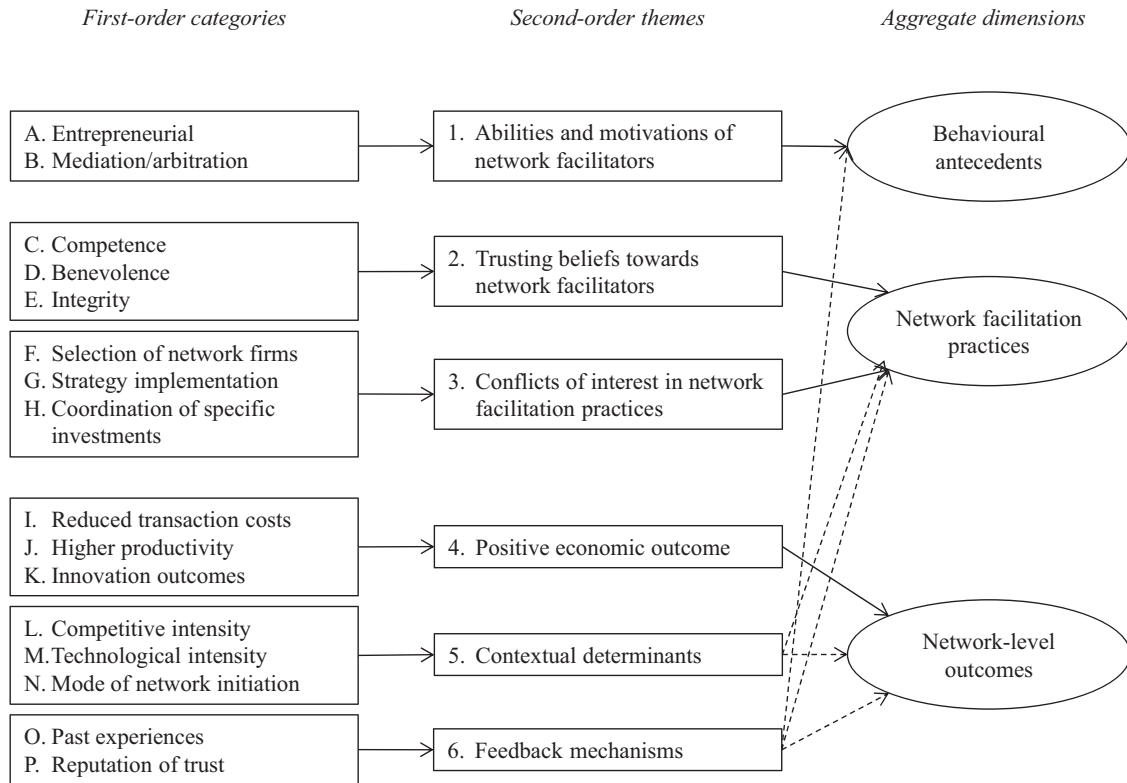 First-order categories
Second-order themes
Aggregate dimensions
A. Entrepreneurial
B. Mediation/arbitration
1. Abilities and motivations of
network facilitators
Behavioural
antecedents
C. Competence
D. Benevolence
E. Integrity
2. Trusting beliefs towards
network facilitators
Network facilitation
practices
F. Selection of network firms
G. Strategy implementation
H. Coordination of specific
investments
3. Conflicts of interest in network
facilitation practices
I. Reduced transaction costs
J. Higher productivity
K. Innovation outcomes
4. Positive economic outcome
L. Competitive intensity
M. Technological intensity
N. Mode of network initiation
5. Contextual determinants
Network-level
outcomes
O. Past experiences
P. Reputation of trust
6. Feedback mechanisms